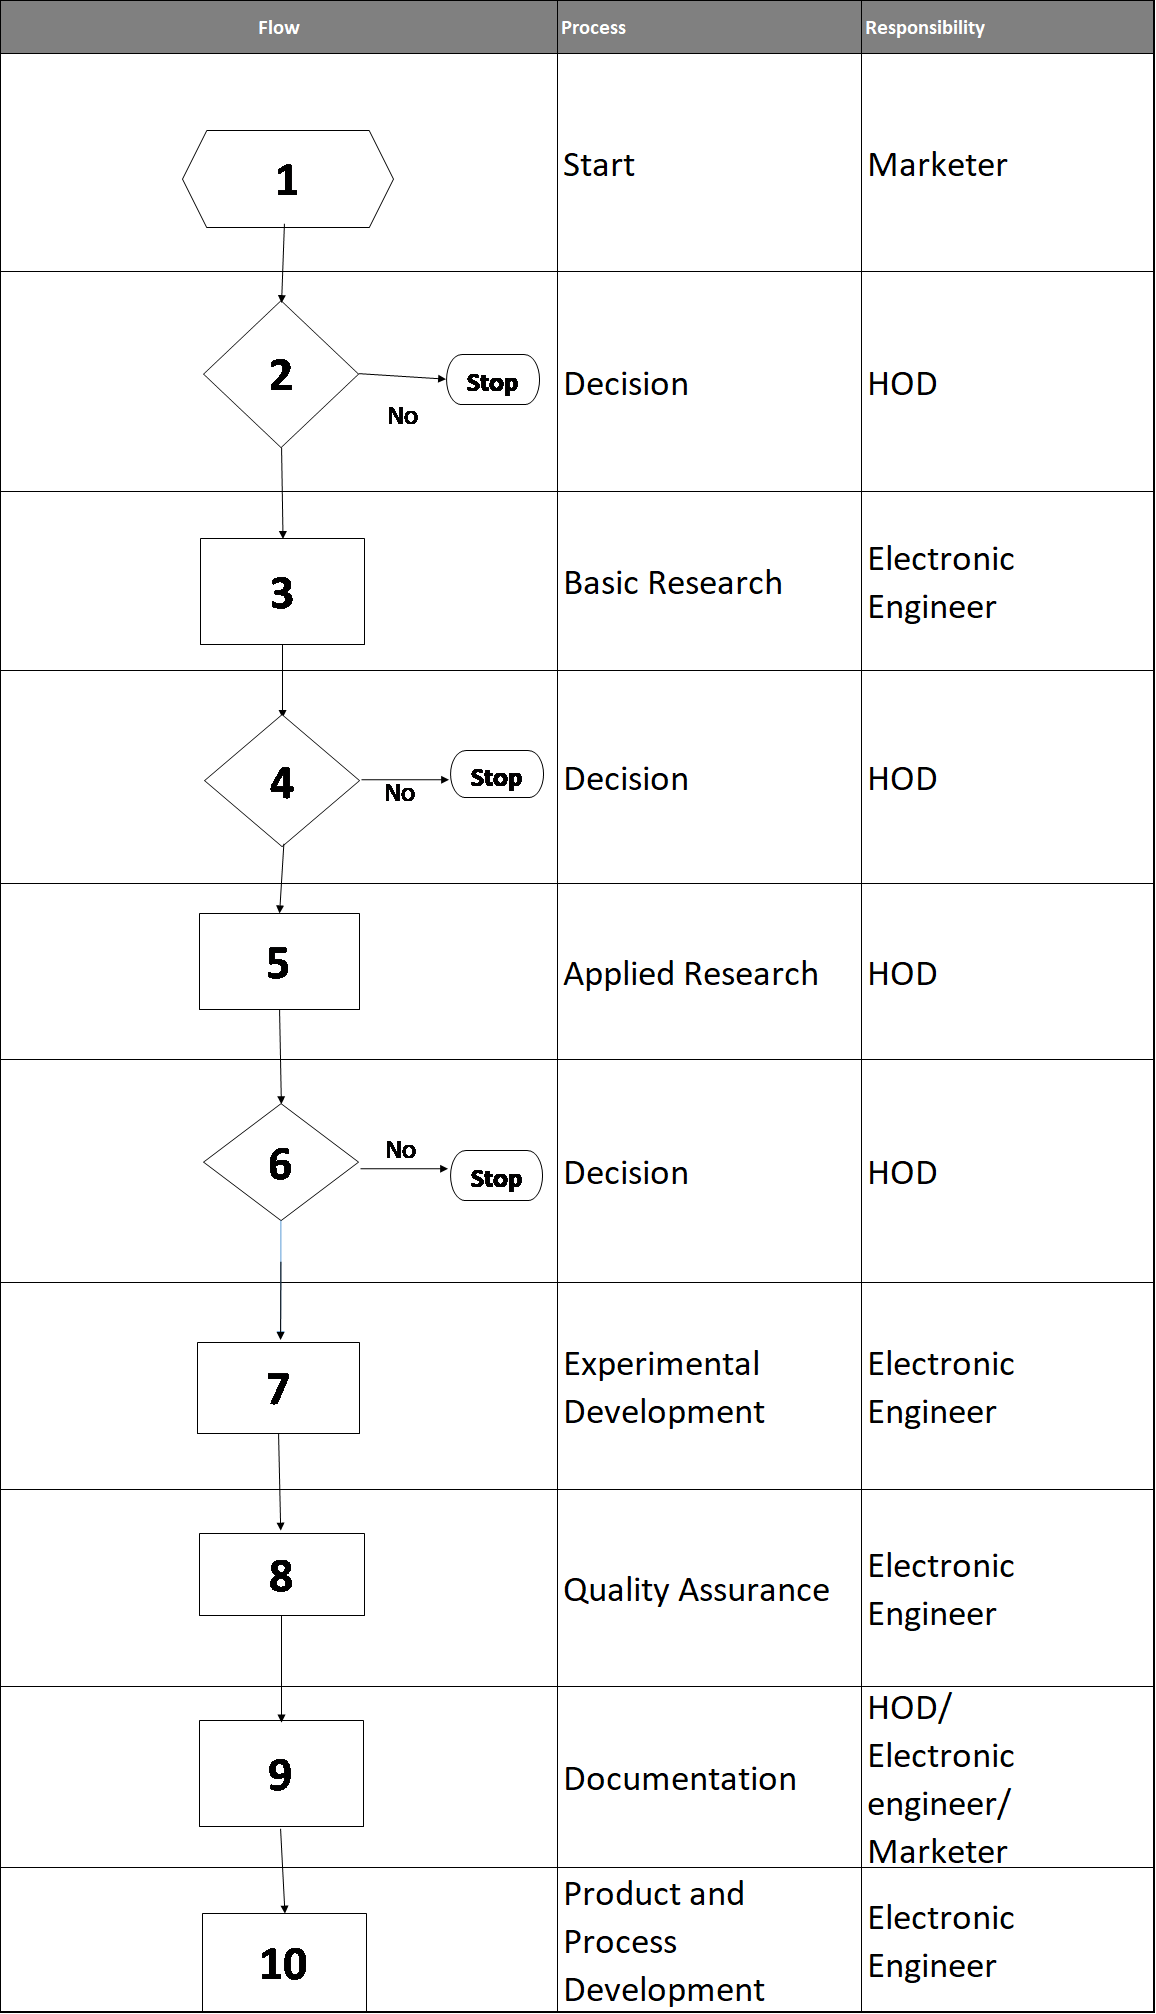 Flow Process Responsibility
1 Start Marketer
2 Stop Decision HOD
No
3 Basic Research Electronic
Engineer
4 Stop Decision HOD
No
5 Applied Research HOD
No
6 Stop Decision HOD
7 Experimental Electronic
Development Engineer
8 Quality Assurance Electronic
Engineer
9 Documentation HOD/
Electronic
engineer/
Marketer
10 Product and Electronic
Process Engineer
Development